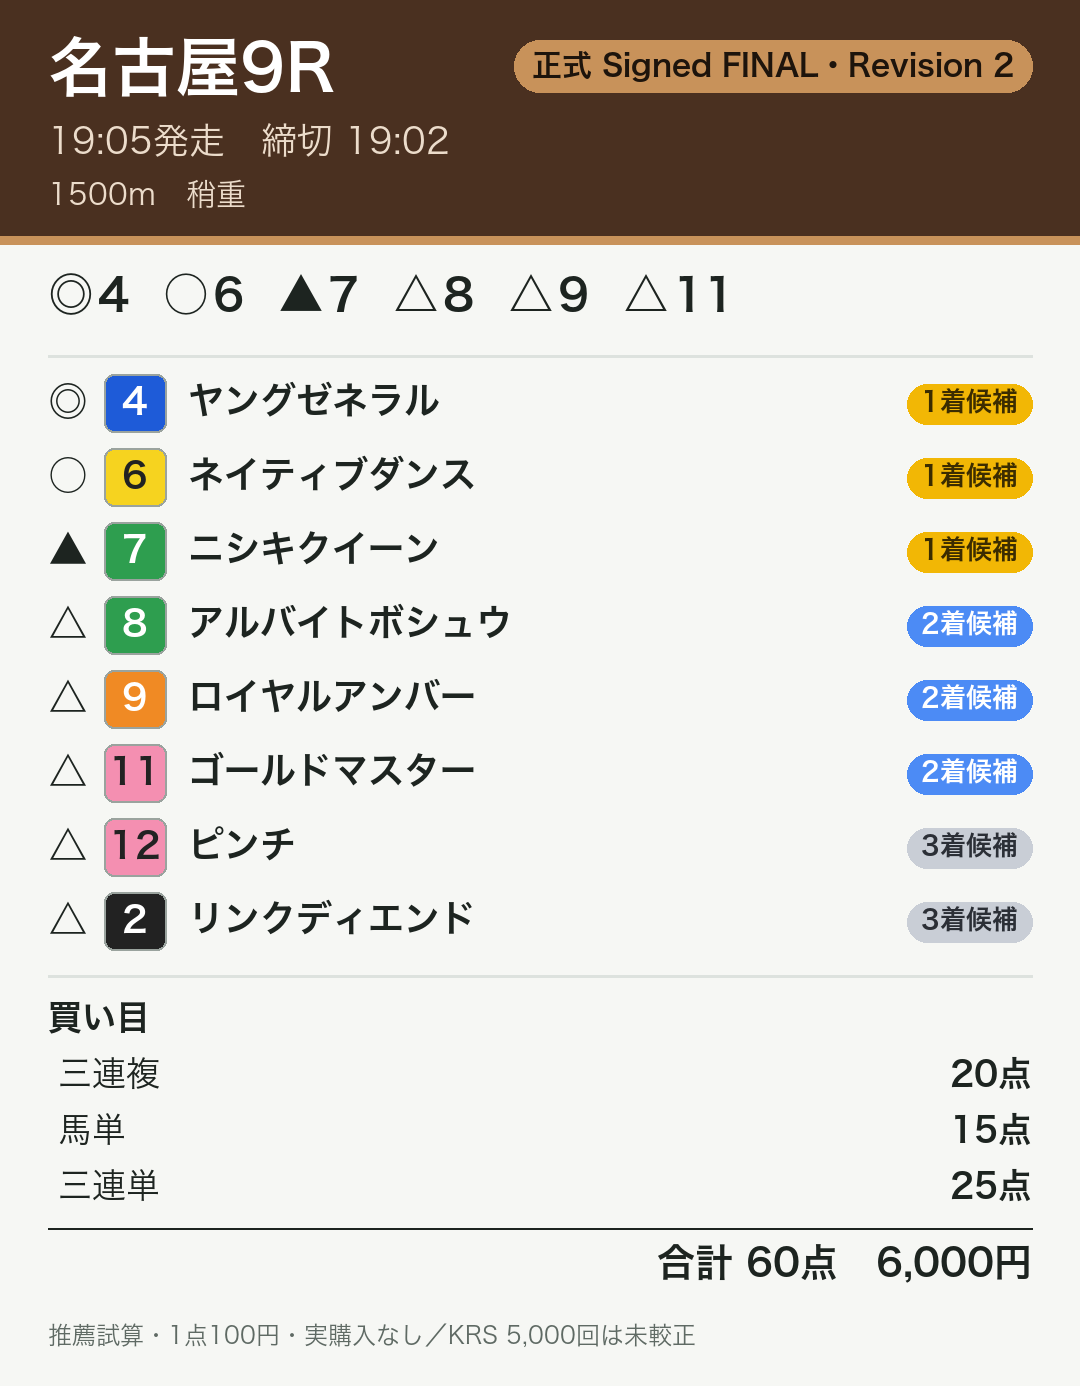 名古屋9R
正式 Signed FINAL・Revision 2
19:05発走　締切 19:02
1500m　稍重
◎4 ○6 ▲7 △8 △9 △11
◎ 4 ヤングゼネラル 1着候補
○ 6 ネイティブダンス 1着候補
▲ 7 ニシキクイーン 1着候補
△ 8 アルバイトボシュウ 2着候補
△ 9 ロイヤルアンバー 2着候補
△ 11 ゴールドマスター 2着候補
△ 12 ピンチ 3着候補
△ 2 リンクディエンド 3着候補
買い目
三連複 20点
馬単 15点
三連単 25点
合計 60点　6,000円
推薦試算・1点100円・実購入なし／KRS 5,000回は未較正